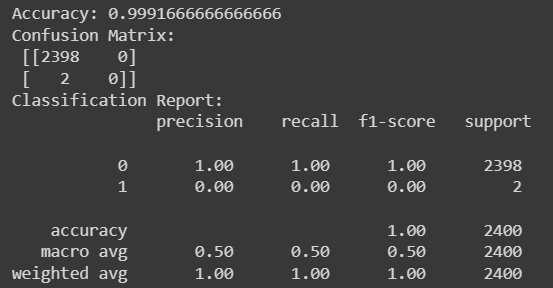 Accuracy: 0.9991666666666666
Confusion Matrix:
 [[2398    0]
 [   2    0]]
Classification Report:
              precision    recall  f1-score   support

           0       1.00      1.00      1.00      2398
           1       0.00      0.00      0.00         2

    accuracy                           1.00      2400
   macro avg       0.50      0.50      0.50      2400
weighted avg       1.00      1.00      1.00      2400